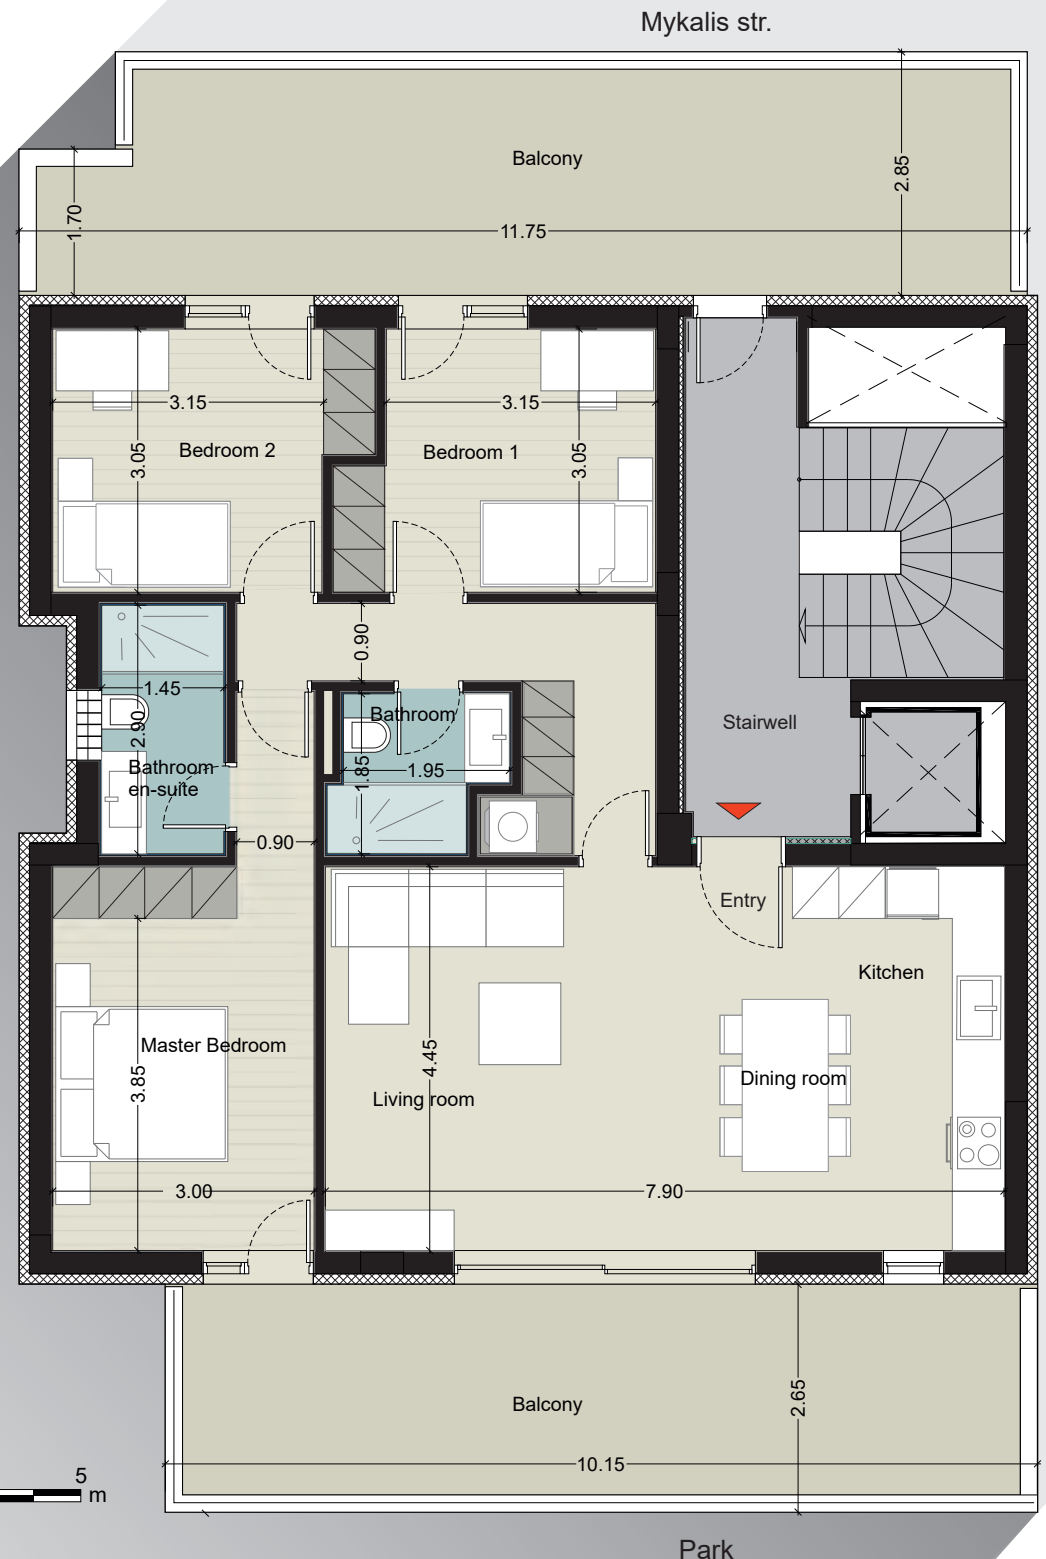 Mykalis str.
Balcony
2.85
1.70
11.75
3.15
3.15
Bedroom 2
Bedroom 1
3.05
3.05
0.90
1.45
2.90
Bathroom
en-suite
Bathroom
1.85
1.95
Stairwell
0.90
Entry
Kitchen
Master Bedroom
3.85
4.45
Living room
Dining room
3.00
7.90
Balcony
2.65
10.15
5
m
Park